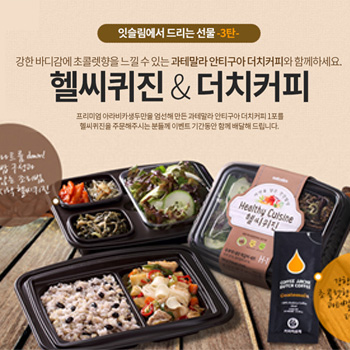 잇슬림에서 드리는 선물 -3탄-
강한 바디감에 초콜렛향을 느낄 수 있는 과테말라 안티구아 더치커피와 함께하세요.
헬씨퀴진 & 더치커피
프리미엄 아라비카생두만을 엄선해 만든 과테말라 안티구아 더치커피 1포를
헬씨퀴진을 주문해주시는 분들께 이벤트 기간동안 함께 배달해 드립니다.
Healthy Cuisine
헬씨퀴진
DUTCH COFFEE